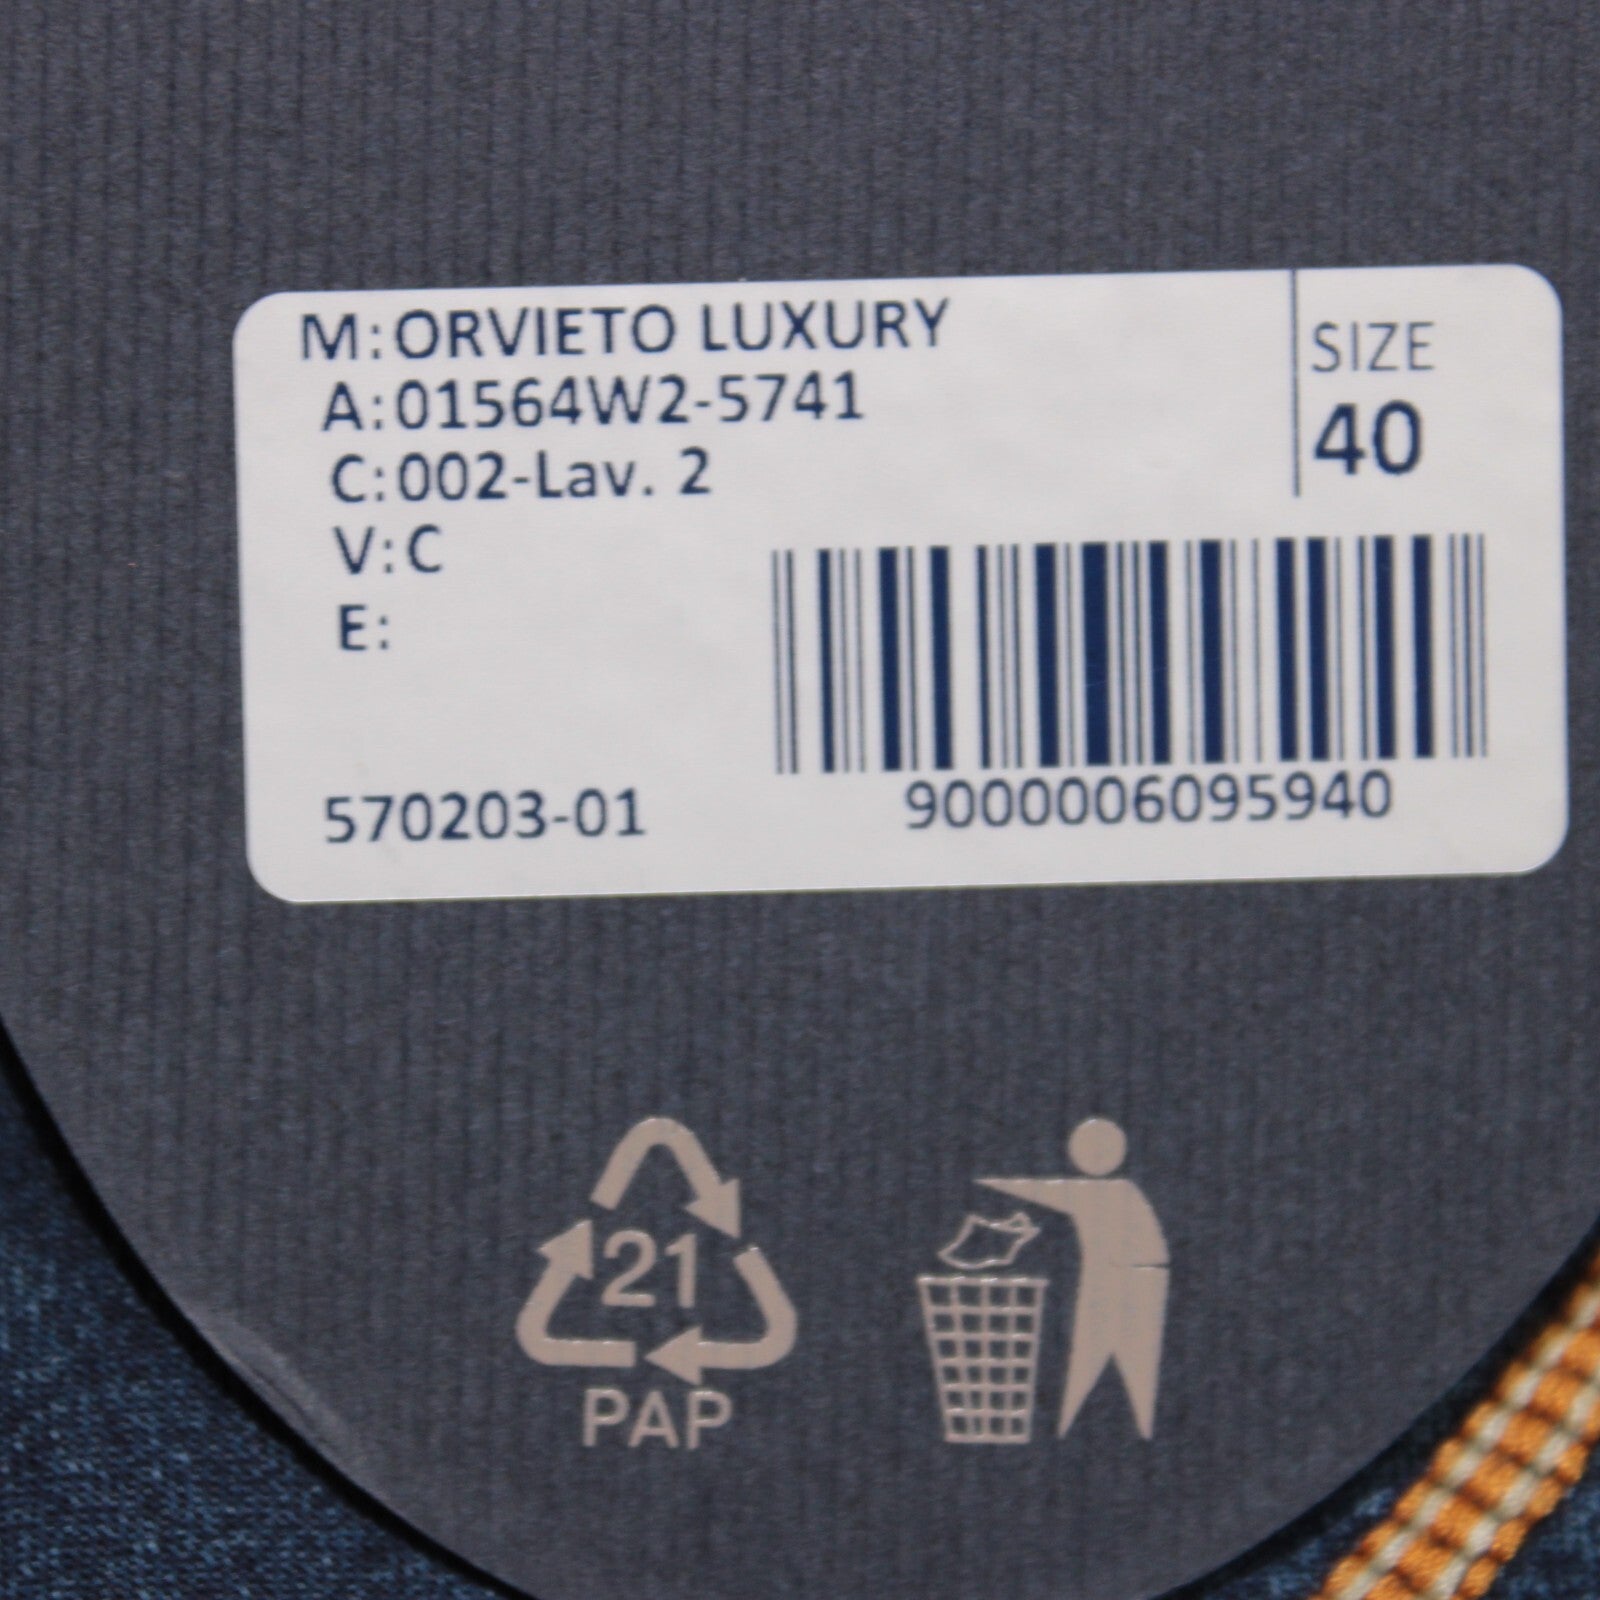 M: ORVIETO LUXURY
A: 01564W2-5741
C: 002-Lav. 2
V: C
E:
SIZE
40
570203-01
9000006095940
21
PAP